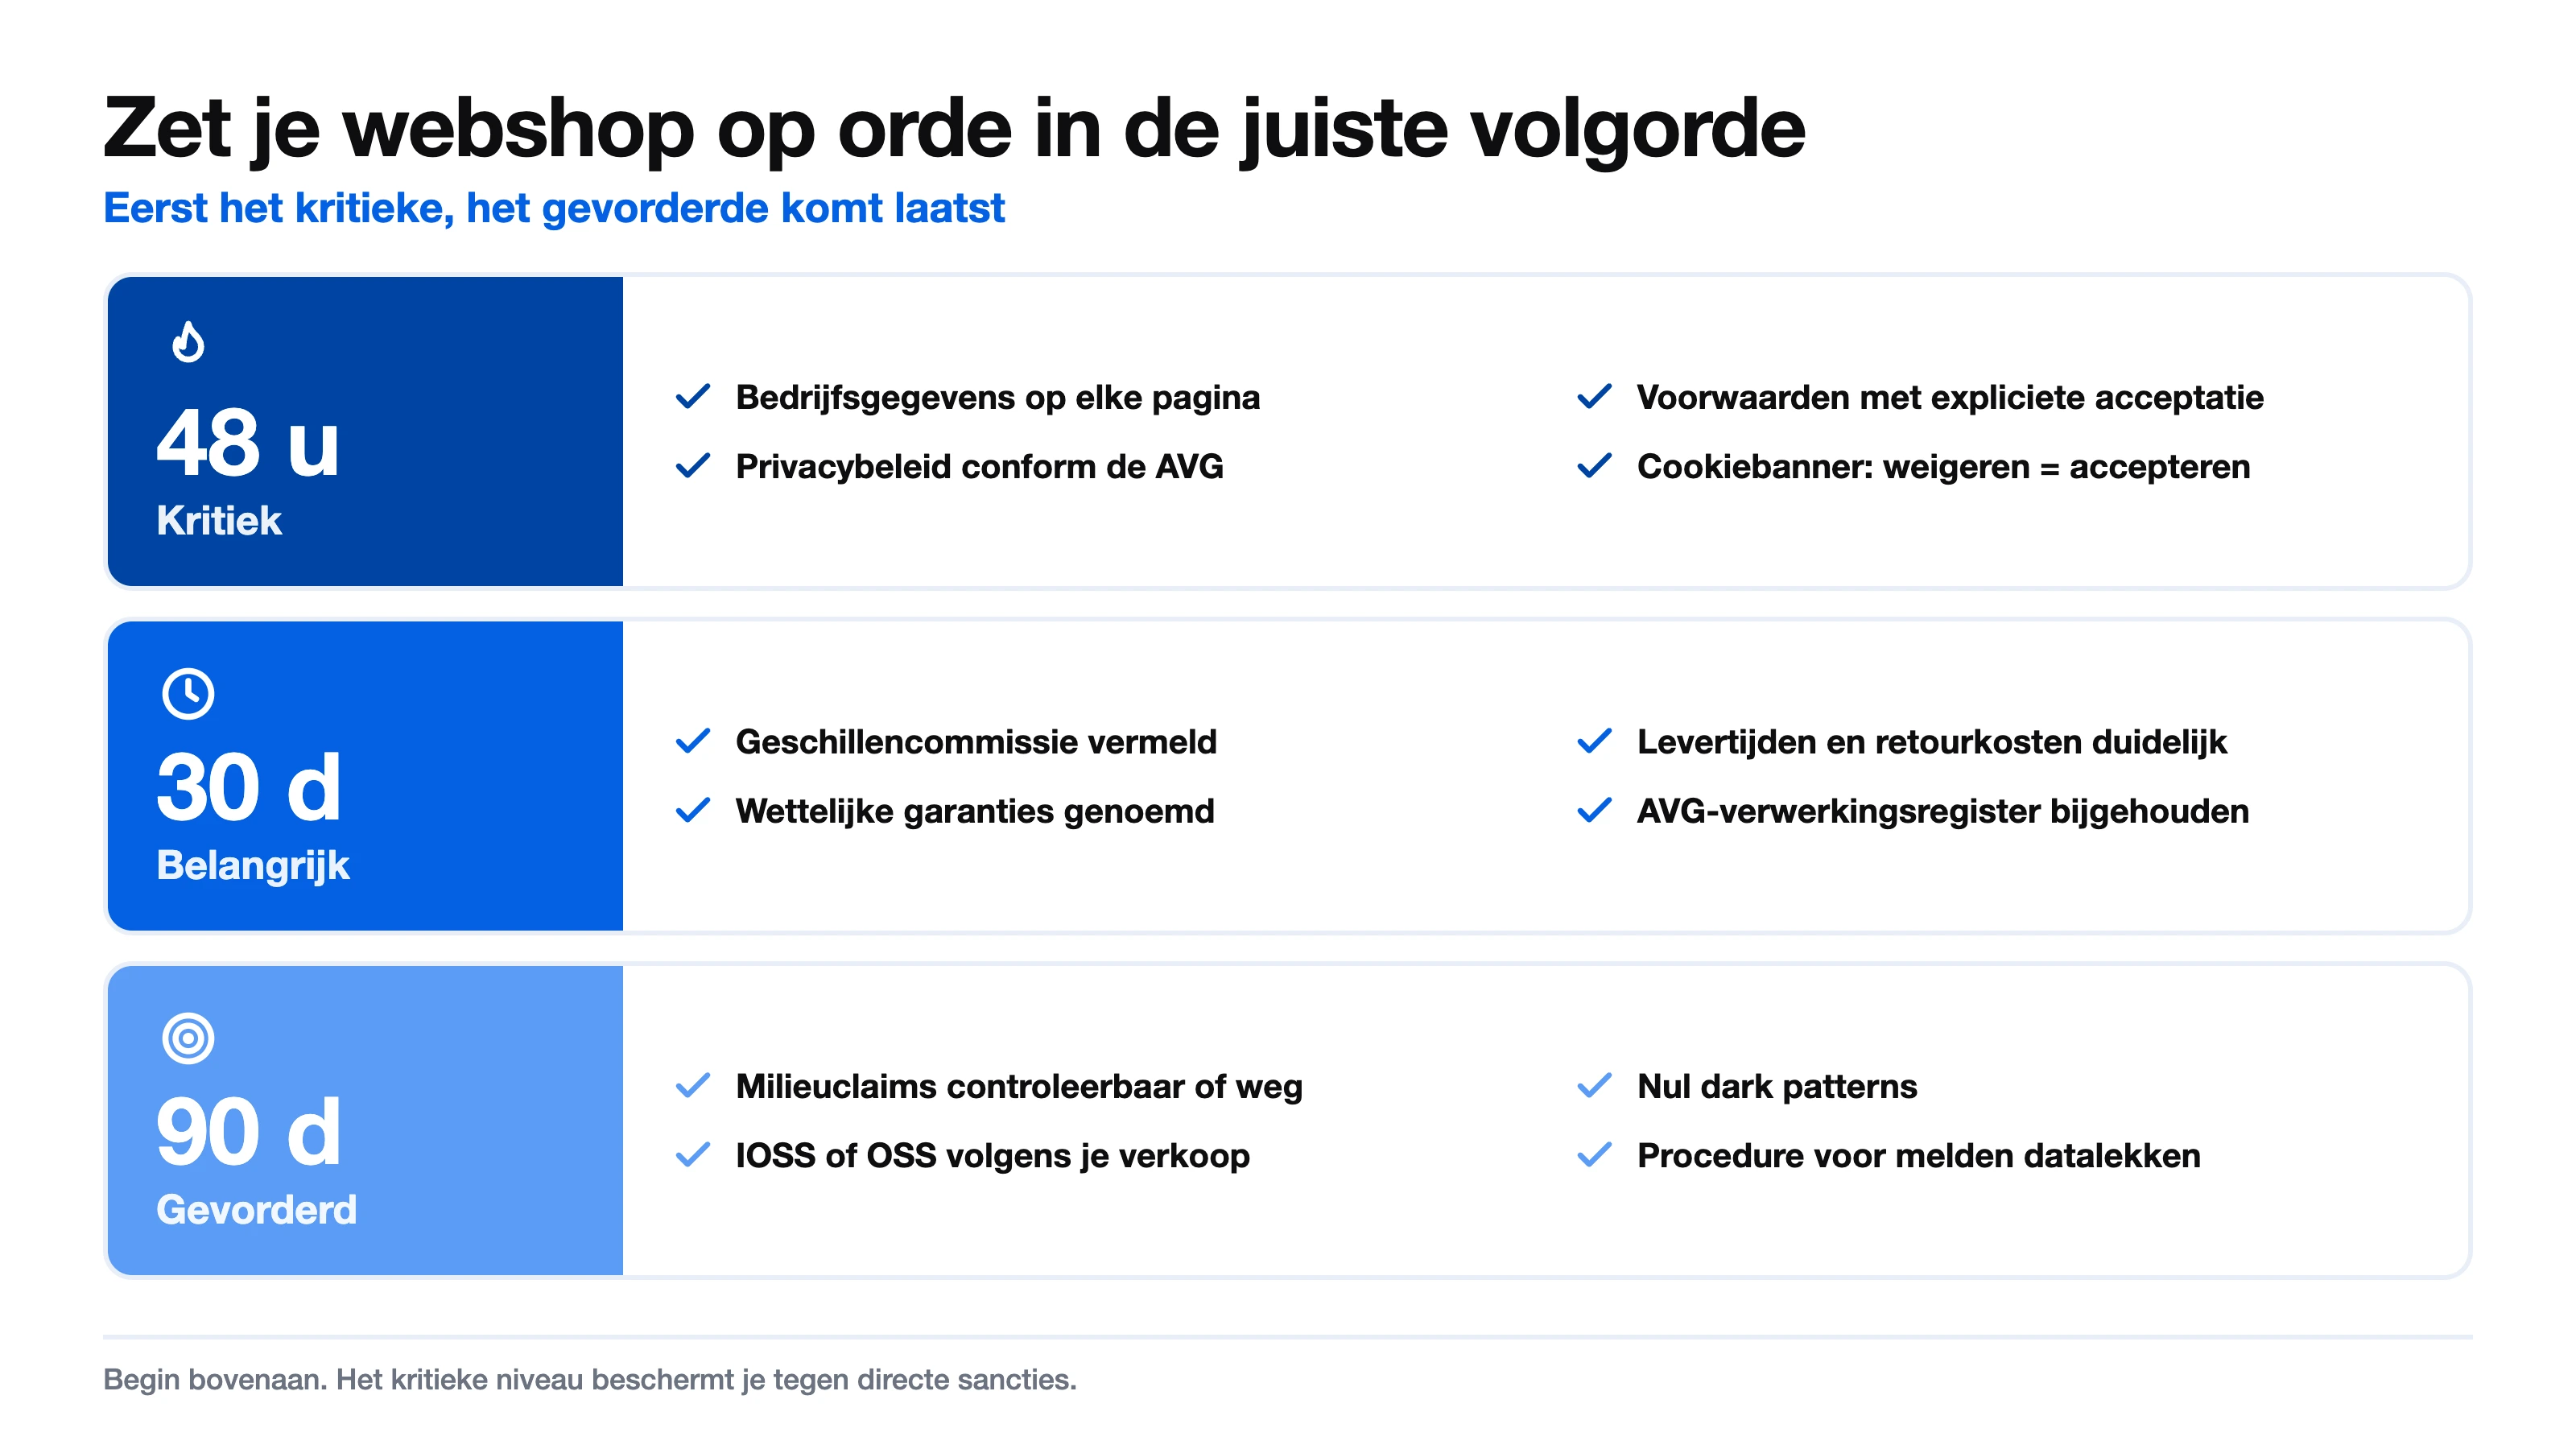 Zet je webshop op orde in de juiste volgorde
Eerst het kritieke, het gevorderde komt laatst
48 u
Kritiek
Bedrijfsgegevens op elke pagina
Voorwaarden met expliciete acceptatie
Privacybeleid conform de AVG
Cookiebanner: weigeren = accepteren
30 d
Belangrijk
Geschillencommissie vermeld
Levertijden en retourkosten duidelijk
Wettelijke garanties genoemd
AVG-verwerkingsregister bijgehouden
90 d
Gevorderd
Milieuclaims controleerbaar of weg
Nul dark patterns
IOSS of OSS volgens je verkoop
Procedure voor melden datalekken
Begin bovenaan. Het kritieke niveau beschermt je tegen directe sancties.